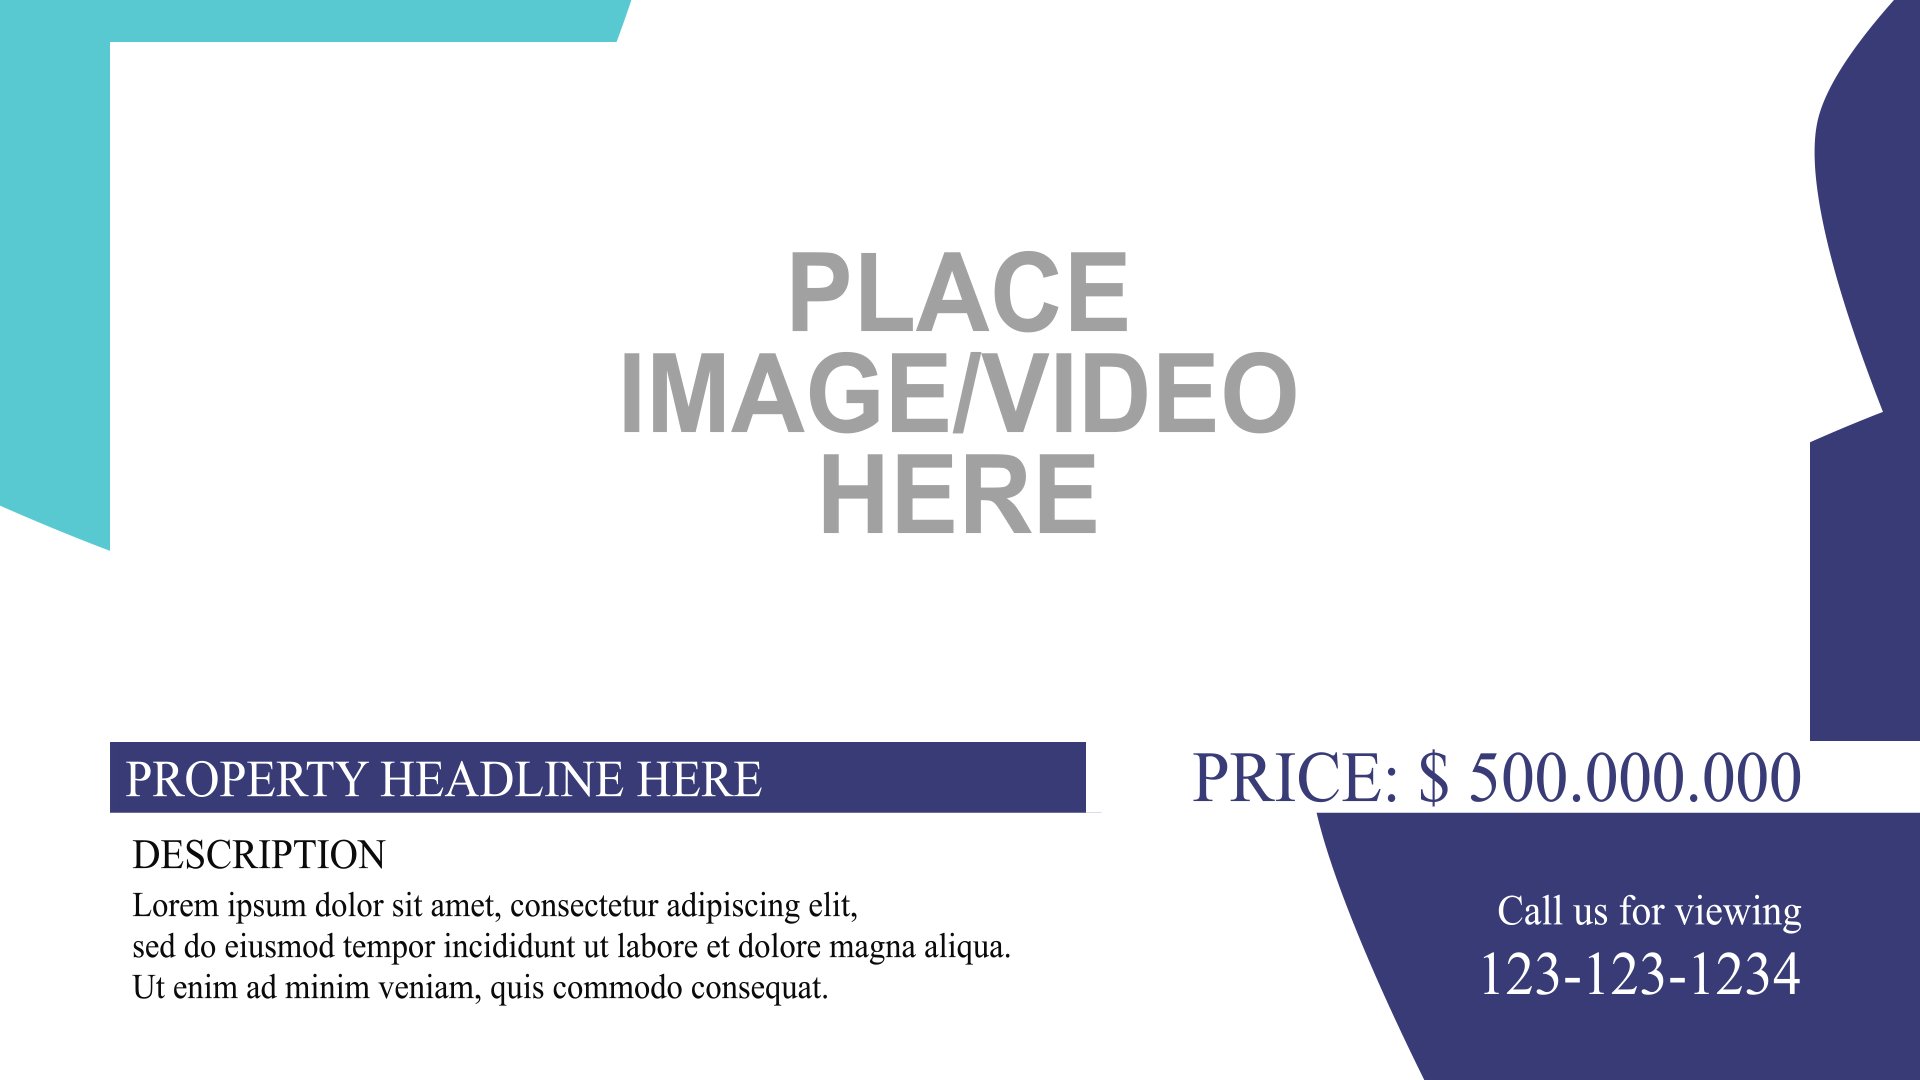 PLACE
IMAGE/VIDEO
HERE
PROPERTY HEADLINE HERE
PRICE: $ 500.000.000
DESCRIPTION
Lorem ipsum dolor sit amet, consectetur adipiscing elit,
sed do eiusmod tempor incididunt ut labore et dolore magna aliqua.
Ut enim ad minim veniam, quis commodo consequat.
Call us for viewing
123-123-1234